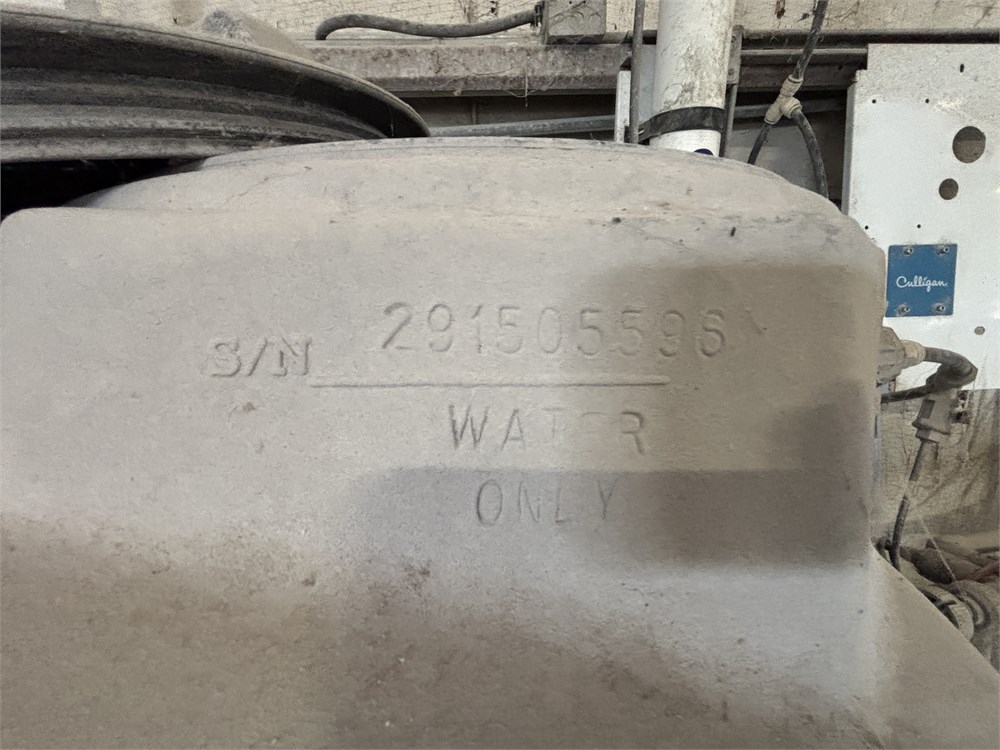 291505596
S/N
WATER
ONLY
Culligan